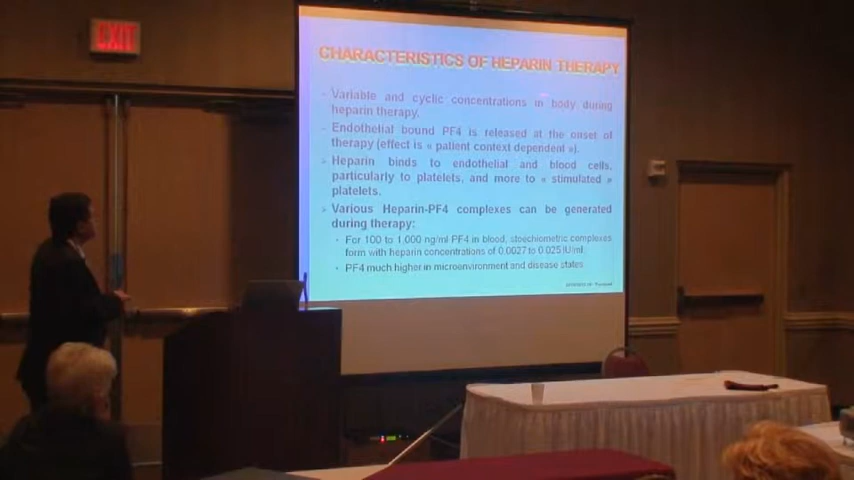 EXIT
CHARACTERISTICS OF HEPARIN THERAPY
- Variable and cyclic concentrations in body during
heparin therapy.
- Endothelial bound PF4 is released at the onset of
therapy (effect is « patient context dependent »).
- Heparin binds to endothelial and blood cells,
particularly to platelets, and more to « stimulated »
platelets.
- Various Heparin-PF4 complexes can be generated
during therapy:
• For 100 to 1.000 ng/ml PF4 in blood, stoechiometric complexes
form with heparin concentrations of 0.0027 to 0.025 IU/ml.
• PF4 much higher in microenvironment and disease states